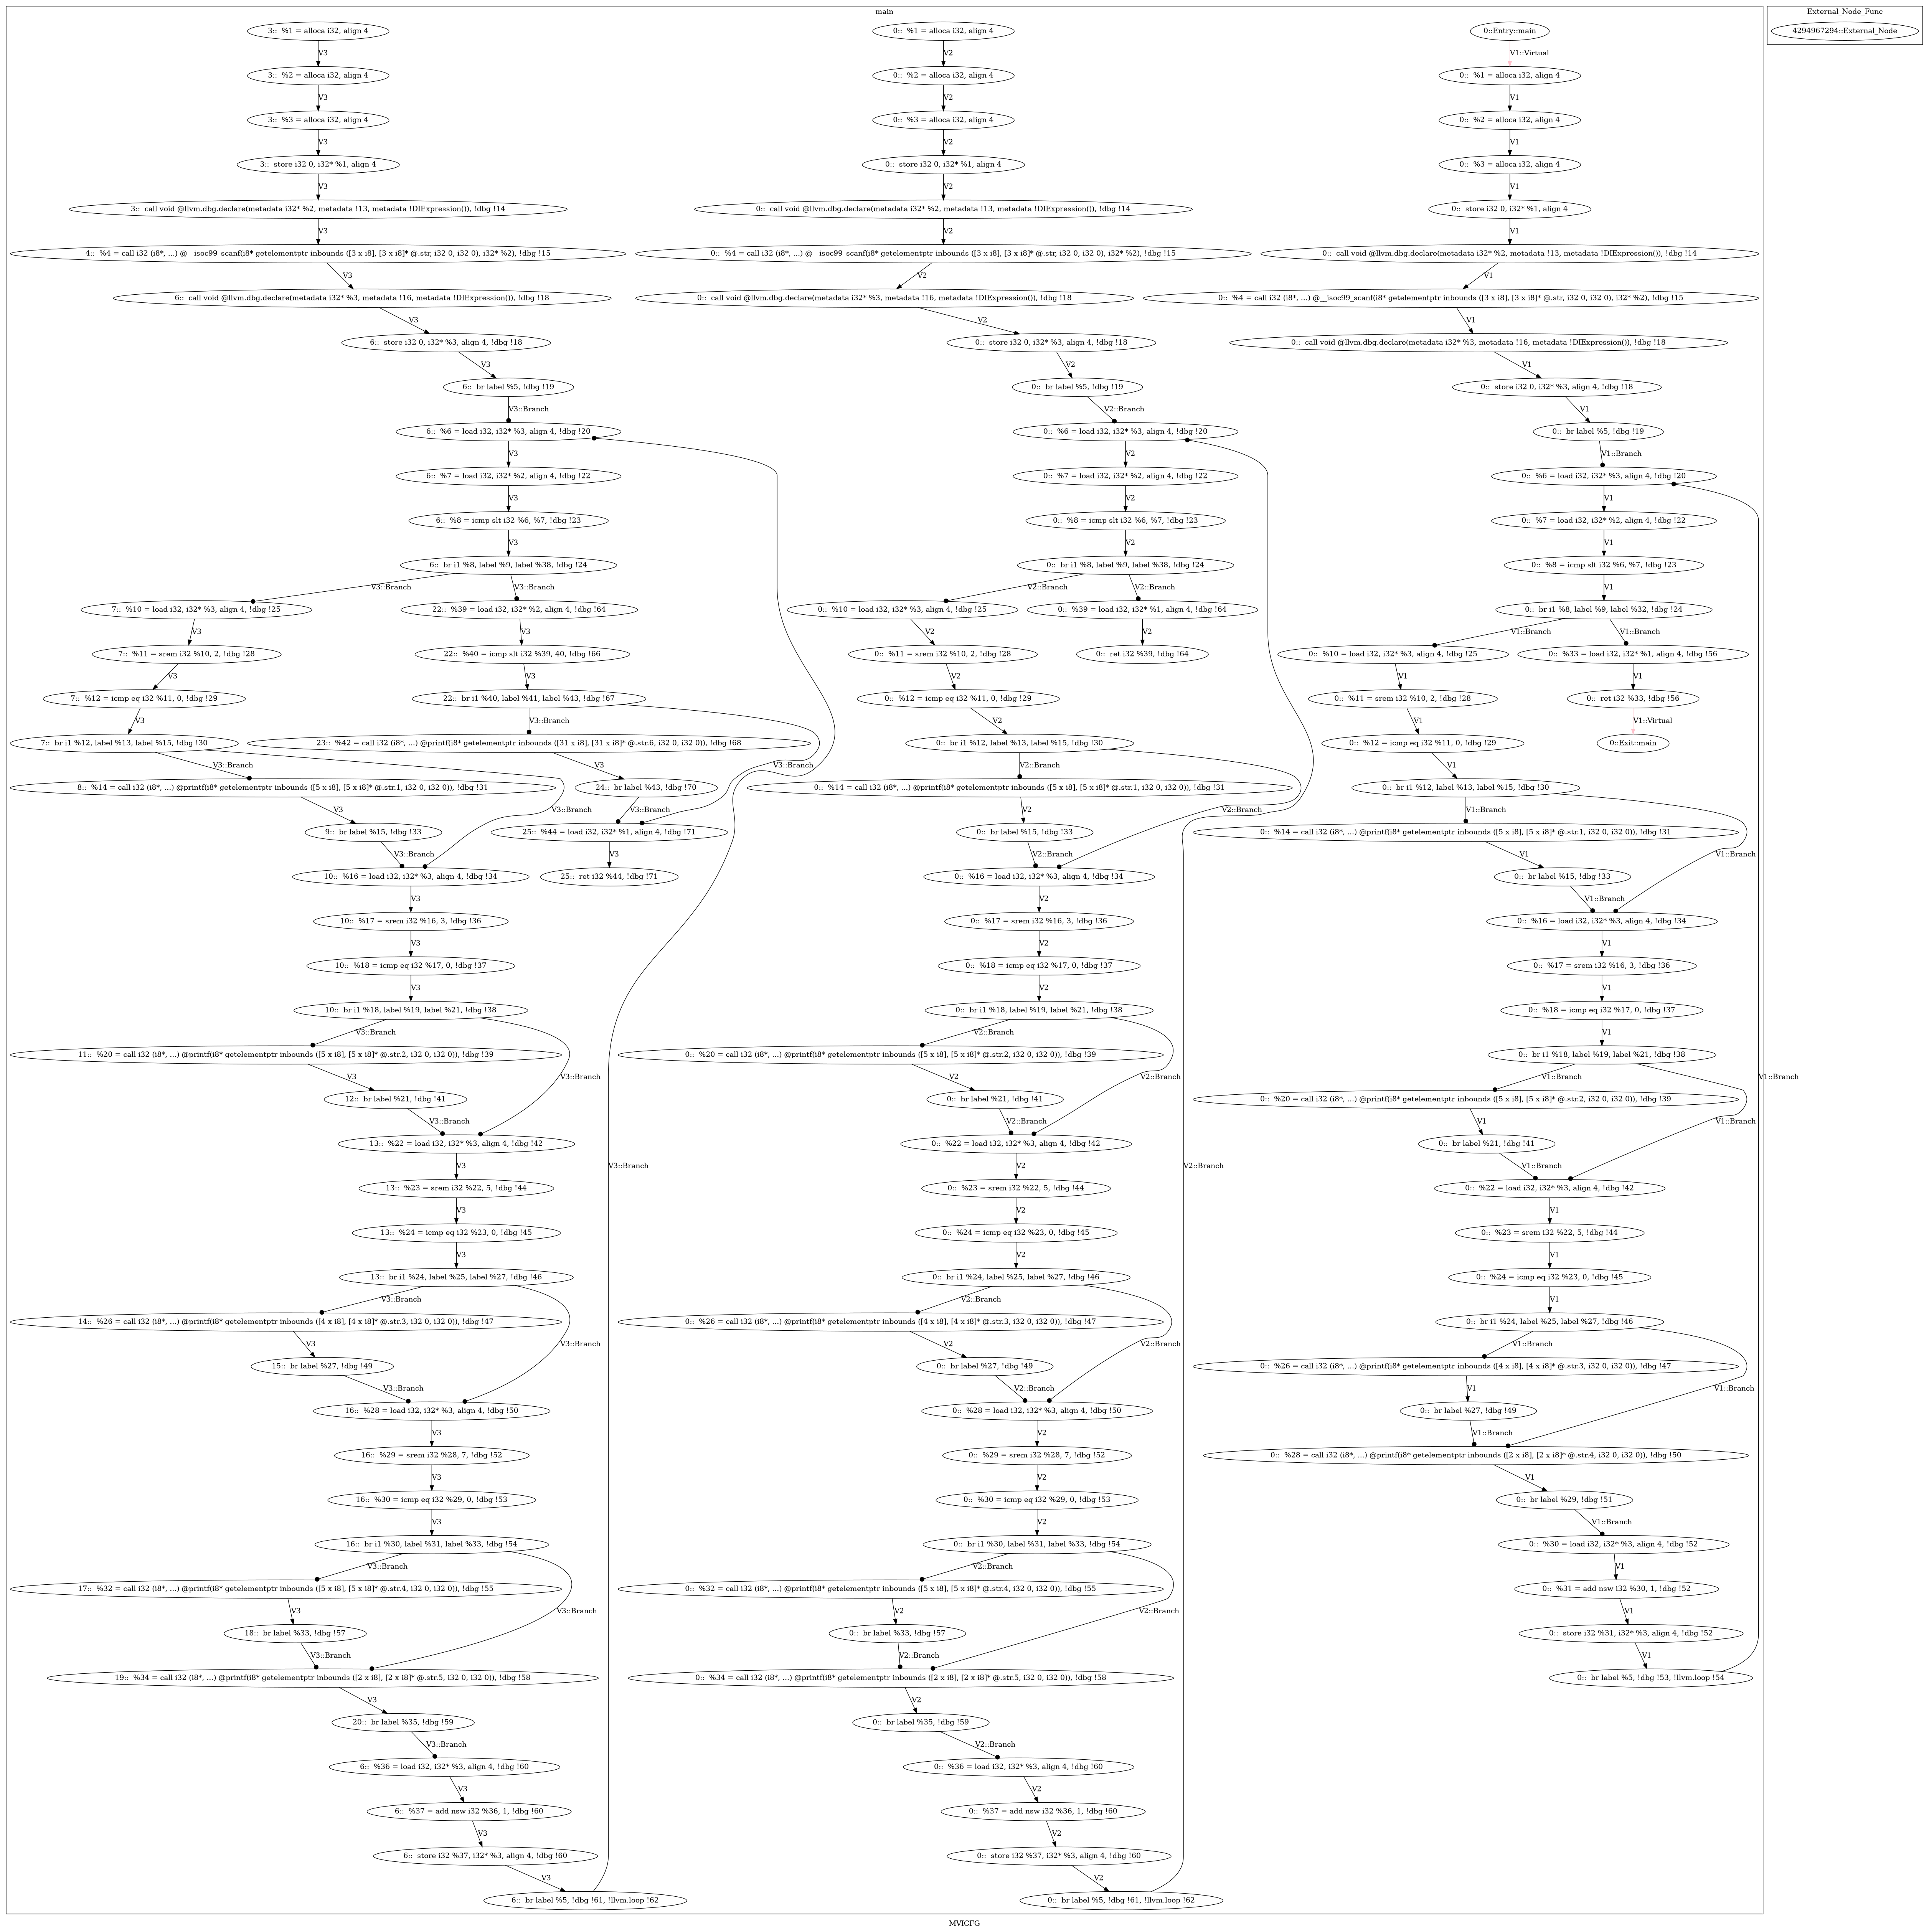 main
External_Node_Func
4294967294::External_Node
3::  %1 = alloca i32, align 4
V3
3::  %2 = alloca i32, align 4
V3
3::  %3 = alloca i32, align 4
V3
3::  store i32 0, i32* %1, align 4
V3
3::  call void @llvm.dbg.declare(metadata i32* %2, metadata !13, metadata !DIExpression()), !dbg !14
V3
4::  %4 = call i32 (i8*, ...) @__isoc99_scanf(i8* getelementptr inbounds ([3 x i8], [3 x i8]* @.str, i32 0, i32 0), i32* %2), !dbg !15
V3
6::  call void @llvm.dbg.declare(metadata i32* %3, metadata !16, metadata !DIExpression()), !dbg !18
V3
6::  store i32 0, i32* %3, align 4, !dbg !18
V3
6::  br label %5, !dbg !19
V3::Branch
6::  %6 = load i32, i32* %3, align 4, !dbg !20
V3
6::  %7 = load i32, i32* %2, align 4, !dbg !22
V3
6::  %8 = icmp slt i32 %6, %7, !dbg !23
V3
6::  br i1 %8, label %9, label %38, !dbg !24
V3::Branch
V3::Branch
7::  %10 = load i32, i32* %3, align 4, !dbg !25
22::  %39 = load i32, i32* %2, align 4, !dbg !64
V3
V3
7::  %11 = srem i32 %10, 2, !dbg !28
22::  %40 = icmp slt i32 %39, 40, !dbg !66
V3
V3
7::  %12 = icmp eq i32 %11, 0, !dbg !29
22::  br i1 %40, label %41, label %43, !dbg !67
V3
V3::Branch
7::  br i1 %12, label %13, label %15, !dbg !30
23::  %42 = call i32 (i8*, ...) @printf(i8* getelementptr inbounds ([31 x i8], [31 x i8]* @.str.6, i32 0, i32 0)), !dbg !68
V3::Branch
V3
V3::Branch
8::  %14 = call i32 (i8*, ...) @printf(i8* getelementptr inbounds ([5 x i8], [5 x i8]* @.str.1, i32 0, i32 0)), !dbg !31
24::  br label %43, !dbg !70
V3
V3::Branch
V3::Branch
9::  br label %15, !dbg !33
25::  %44 = load i32, i32* %1, align 4, !dbg !71
V3::Branch
V3
10::  %16 = load i32, i32* %3, align 4, !dbg !34
25::  ret i32 %44, !dbg !71
V3
10::  %17 = srem i32 %16, 3, !dbg !36
V3
10::  %18 = icmp eq i32 %17, 0, !dbg !37
V3
10::  br i1 %18, label %19, label %21, !dbg !38
V3::Branch
11::  %20 = call i32 (i8*, ...) @printf(i8* getelementptr inbounds ([5 x i8], [5 x i8]* @.str.2, i32 0, i32 0)), !dbg !39
V3
V3::Branch
12::  br label %21, !dbg !41
V3::Branch
13::  %22 = load i32, i32* %3, align 4, !dbg !42
V3
V3::Branch
13::  %23 = srem i32 %22, 5, !dbg !44
V3
13::  %24 = icmp eq i32 %23, 0, !dbg !45
V3
13::  br i1 %24, label %25, label %27, !dbg !46
V3::Branch
14::  %26 = call i32 (i8*, ...) @printf(i8* getelementptr inbounds ([4 x i8], [4 x i8]* @.str.3, i32 0, i32 0)), !dbg !47
V3
V3::Branch
15::  br label %27, !dbg !49
V3::Branch
16::  %28 = load i32, i32* %3, align 4, !dbg !50
V3
16::  %29 = srem i32 %28, 7, !dbg !52
V3
16::  %30 = icmp eq i32 %29, 0, !dbg !53
V3
16::  br i1 %30, label %31, label %33, !dbg !54
V3::Branch
17::  %32 = call i32 (i8*, ...) @printf(i8* getelementptr inbounds ([5 x i8], [5 x i8]* @.str.4, i32 0, i32 0)), !dbg !55
V3
V3::Branch
18::  br label %33, !dbg !57
V3::Branch
19::  %34 = call i32 (i8*, ...) @printf(i8* getelementptr inbounds ([2 x i8], [2 x i8]* @.str.5, i32 0, i32 0)), !dbg !58
V3
20::  br label %35, !dbg !59
V3::Branch
6::  %36 = load i32, i32* %3, align 4, !dbg !60
V3
6::  %37 = add nsw i32 %36, 1, !dbg !60
V3
6::  store i32 %37, i32* %3, align 4, !dbg !60
V3
6::  br label %5, !dbg !61, !llvm.loop !62
0::  %1 = alloca i32, align 4
V2
0::  %2 = alloca i32, align 4
V2
0::  %3 = alloca i32, align 4
V2
0::  store i32 0, i32* %1, align 4
V2
0::  call void @llvm.dbg.declare(metadata i32* %2, metadata !13, metadata !DIExpression()), !dbg !14
V2
0::  %4 = call i32 (i8*, ...) @__isoc99_scanf(i8* getelementptr inbounds ([3 x i8], [3 x i8]* @.str, i32 0, i32 0), i32* %2), !dbg !15
V2
0::  call void @llvm.dbg.declare(metadata i32* %3, metadata !16, metadata !DIExpression()), !dbg !18
V2
0::  store i32 0, i32* %3, align 4, !dbg !18
V2
0::  br label %5, !dbg !19
V2::Branch
0::  %6 = load i32, i32* %3, align 4, !dbg !20
V2
0::  %7 = load i32, i32* %2, align 4, !dbg !22
V2
0::  %8 = icmp slt i32 %6, %7, !dbg !23
V2
0::  br i1 %8, label %9, label %38, !dbg !24
V2::Branch
V2::Branch
0::  %10 = load i32, i32* %3, align 4, !dbg !25
0::  %39 = load i32, i32* %1, align 4, !dbg !64
V2
V2
0::  %11 = srem i32 %10, 2, !dbg !28
0::  ret i32 %39, !dbg !64
V2
0::  %12 = icmp eq i32 %11, 0, !dbg !29
V2
0::  br i1 %12, label %13, label %15, !dbg !30
V2::Branch
0::  %14 = call i32 (i8*, ...) @printf(i8* getelementptr inbounds ([5 x i8], [5 x i8]* @.str.1, i32 0, i32 0)), !dbg !31
V2
V2::Branch
0::  br label %15, !dbg !33
V2::Branch
0::  %16 = load i32, i32* %3, align 4, !dbg !34
V2
0::  %17 = srem i32 %16, 3, !dbg !36
V2
0::  %18 = icmp eq i32 %17, 0, !dbg !37
V2
0::  br i1 %18, label %19, label %21, !dbg !38
V2::Branch
0::  %20 = call i32 (i8*, ...) @printf(i8* getelementptr inbounds ([5 x i8], [5 x i8]* @.str.2, i32 0, i32 0)), !dbg !39
V2
V2::Branch
0::  br label %21, !dbg !41
V2::Branch
0::  %22 = load i32, i32* %3, align 4, !dbg !42
V2
V2::Branch
0::  %23 = srem i32 %22, 5, !dbg !44
V2
0::  %24 = icmp eq i32 %23, 0, !dbg !45
V2
0::  br i1 %24, label %25, label %27, !dbg !46
V2::Branch
0::  %26 = call i32 (i8*, ...) @printf(i8* getelementptr inbounds ([4 x i8], [4 x i8]* @.str.3, i32 0, i32 0)), !dbg !47
V2
V2::Branch
0::  br label %27, !dbg !49
V2::Branch
0::  %28 = load i32, i32* %3, align 4, !dbg !50
V2
0::  %29 = srem i32 %28, 7, !dbg !52
V2
0::  %30 = icmp eq i32 %29, 0, !dbg !53
V2
0::  br i1 %30, label %31, label %33, !dbg !54
V2::Branch
0::  %32 = call i32 (i8*, ...) @printf(i8* getelementptr inbounds ([5 x i8], [5 x i8]* @.str.4, i32 0, i32 0)), !dbg !55
V2
V2::Branch
0::  br label %33, !dbg !57
V2::Branch
0::  %34 = call i32 (i8*, ...) @printf(i8* getelementptr inbounds ([2 x i8], [2 x i8]* @.str.5, i32 0, i32 0)), !dbg !58
V2
0::  br label %35, !dbg !59
V2::Branch
0::  %36 = load i32, i32* %3, align 4, !dbg !60
V2
0::  %37 = add nsw i32 %36, 1, !dbg !60
V2
0::  store i32 %37, i32* %3, align 4, !dbg !60
V2
0::  br label %5, !dbg !61, !llvm.loop !62
0::Entry::main
V1::Virtual
0::  %1 = alloca i32, align 4
V1
0::  %2 = alloca i32, align 4
V1
0::  %3 = alloca i32, align 4
V1
0::  store i32 0, i32* %1, align 4
V1
0::  call void @llvm.dbg.declare(metadata i32* %2, metadata !13, metadata !DIExpression()), !dbg !14
V1
0::  %4 = call i32 (i8*, ...) @__isoc99_scanf(i8* getelementptr inbounds ([3 x i8], [3 x i8]* @.str, i32 0, i32 0), i32* %2), !dbg !15
V1
0::  call void @llvm.dbg.declare(metadata i32* %3, metadata !16, metadata !DIExpression()), !dbg !18
V1
0::  store i32 0, i32* %3, align 4, !dbg !18
V1
0::  br label %5, !dbg !19
V1::Branch
0::  %6 = load i32, i32* %3, align 4, !dbg !20
V1
0::  %7 = load i32, i32* %2, align 4, !dbg !22
V1
0::  %8 = icmp slt i32 %6, %7, !dbg !23
V1
0::  br i1 %8, label %9, label %32, !dbg !24
V1::Branch
V1::Branch
0::  %10 = load i32, i32* %3, align 4, !dbg !25
0::  %33 = load i32, i32* %1, align 4, !dbg !56
V1
V1
0::  %11 = srem i32 %10, 2, !dbg !28
0::  ret i32 %33, !dbg !56
V1
V1::Virtual
0::  %12 = icmp eq i32 %11, 0, !dbg !29
0::Exit::main
V1
0::  br i1 %12, label %13, label %15, !dbg !30
V1::Branch
0::  %14 = call i32 (i8*, ...) @printf(i8* getelementptr inbounds ([5 x i8], [5 x i8]* @.str.1, i32 0, i32 0)), !dbg !31
V1
V1::Branch
0::  br label %15, !dbg !33
V1::Branch
0::  %16 = load i32, i32* %3, align 4, !dbg !34
V1
0::  %17 = srem i32 %16, 3, !dbg !36
V1
0::  %18 = icmp eq i32 %17, 0, !dbg !37
V1
0::  br i1 %18, label %19, label %21, !dbg !38
V1::Branch
V1::Branch
0::  %20 = call i32 (i8*, ...) @printf(i8* getelementptr inbounds ([5 x i8], [5 x i8]* @.str.2, i32 0, i32 0)), !dbg !39
V1
V1::Branch
0::  br label %21, !dbg !41
V1::Branch
0::  %22 = load i32, i32* %3, align 4, !dbg !42
V1
0::  %23 = srem i32 %22, 5, !dbg !44
V1
0::  %24 = icmp eq i32 %23, 0, !dbg !45
V1
0::  br i1 %24, label %25, label %27, !dbg !46
V1::Branch
0::  %26 = call i32 (i8*, ...) @printf(i8* getelementptr inbounds ([4 x i8], [4 x i8]* @.str.3, i32 0, i32 0)), !dbg !47
V1
V1::Branch
0::  br label %27, !dbg !49
V1::Branch
0::  %28 = call i32 (i8*, ...) @printf(i8* getelementptr inbounds ([2 x i8], [2 x i8]* @.str.4, i32 0, i32 0)), !dbg !50
V1
0::  br label %29, !dbg !51
V1::Branch
0::  %30 = load i32, i32* %3, align 4, !dbg !52
V1
0::  %31 = add nsw i32 %30, 1, !dbg !52
V1
0::  store i32 %31, i32* %3, align 4, !dbg !52
V1
0::  br label %5, !dbg !53, !llvm.loop !54
MVICFG